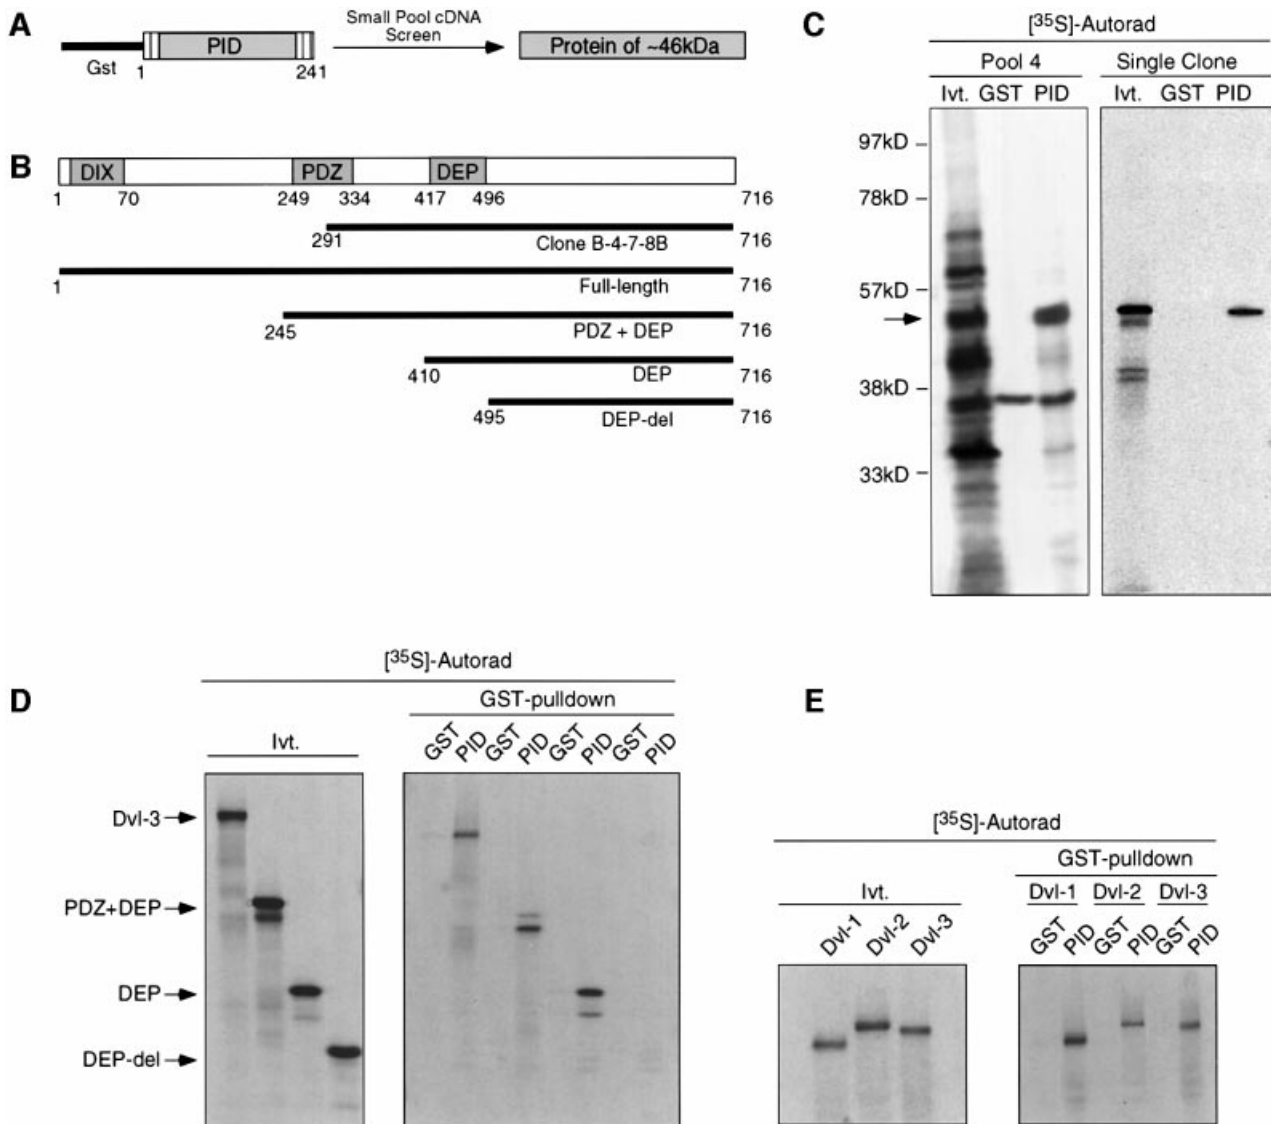 A
Small Pool cDNA
Screen
PID
Protein of ~46kDa
Gst
1
241
B
DIX
PDZ
DEP
1
70
249
334
417
496
716
291
Clone B-4-7-8B
716
1
Full-length
716
245
PDZ + DEP
716
410
DEP
716
495
DEP-del
716
C
[35S]-Autorad
Pool 4
Single Clone
Ivt. GST PID
Ivt. GST PID
97kD
78kD
57kD
38kD
33kD
D
[35S]-Autorad
GST-pulldown
Ivt.
GST PID GST PID GST PID GST PID
Dvl-3
PDZ+DEP
DEP
DEP-del
E
[35S]-Autorad
GST-pulldown
Ivt.
Dvl-1 Dvl-2 Dvl-3
Dvl-1 Dvl-2 Dvl-3
GST PID GST PID GST PID